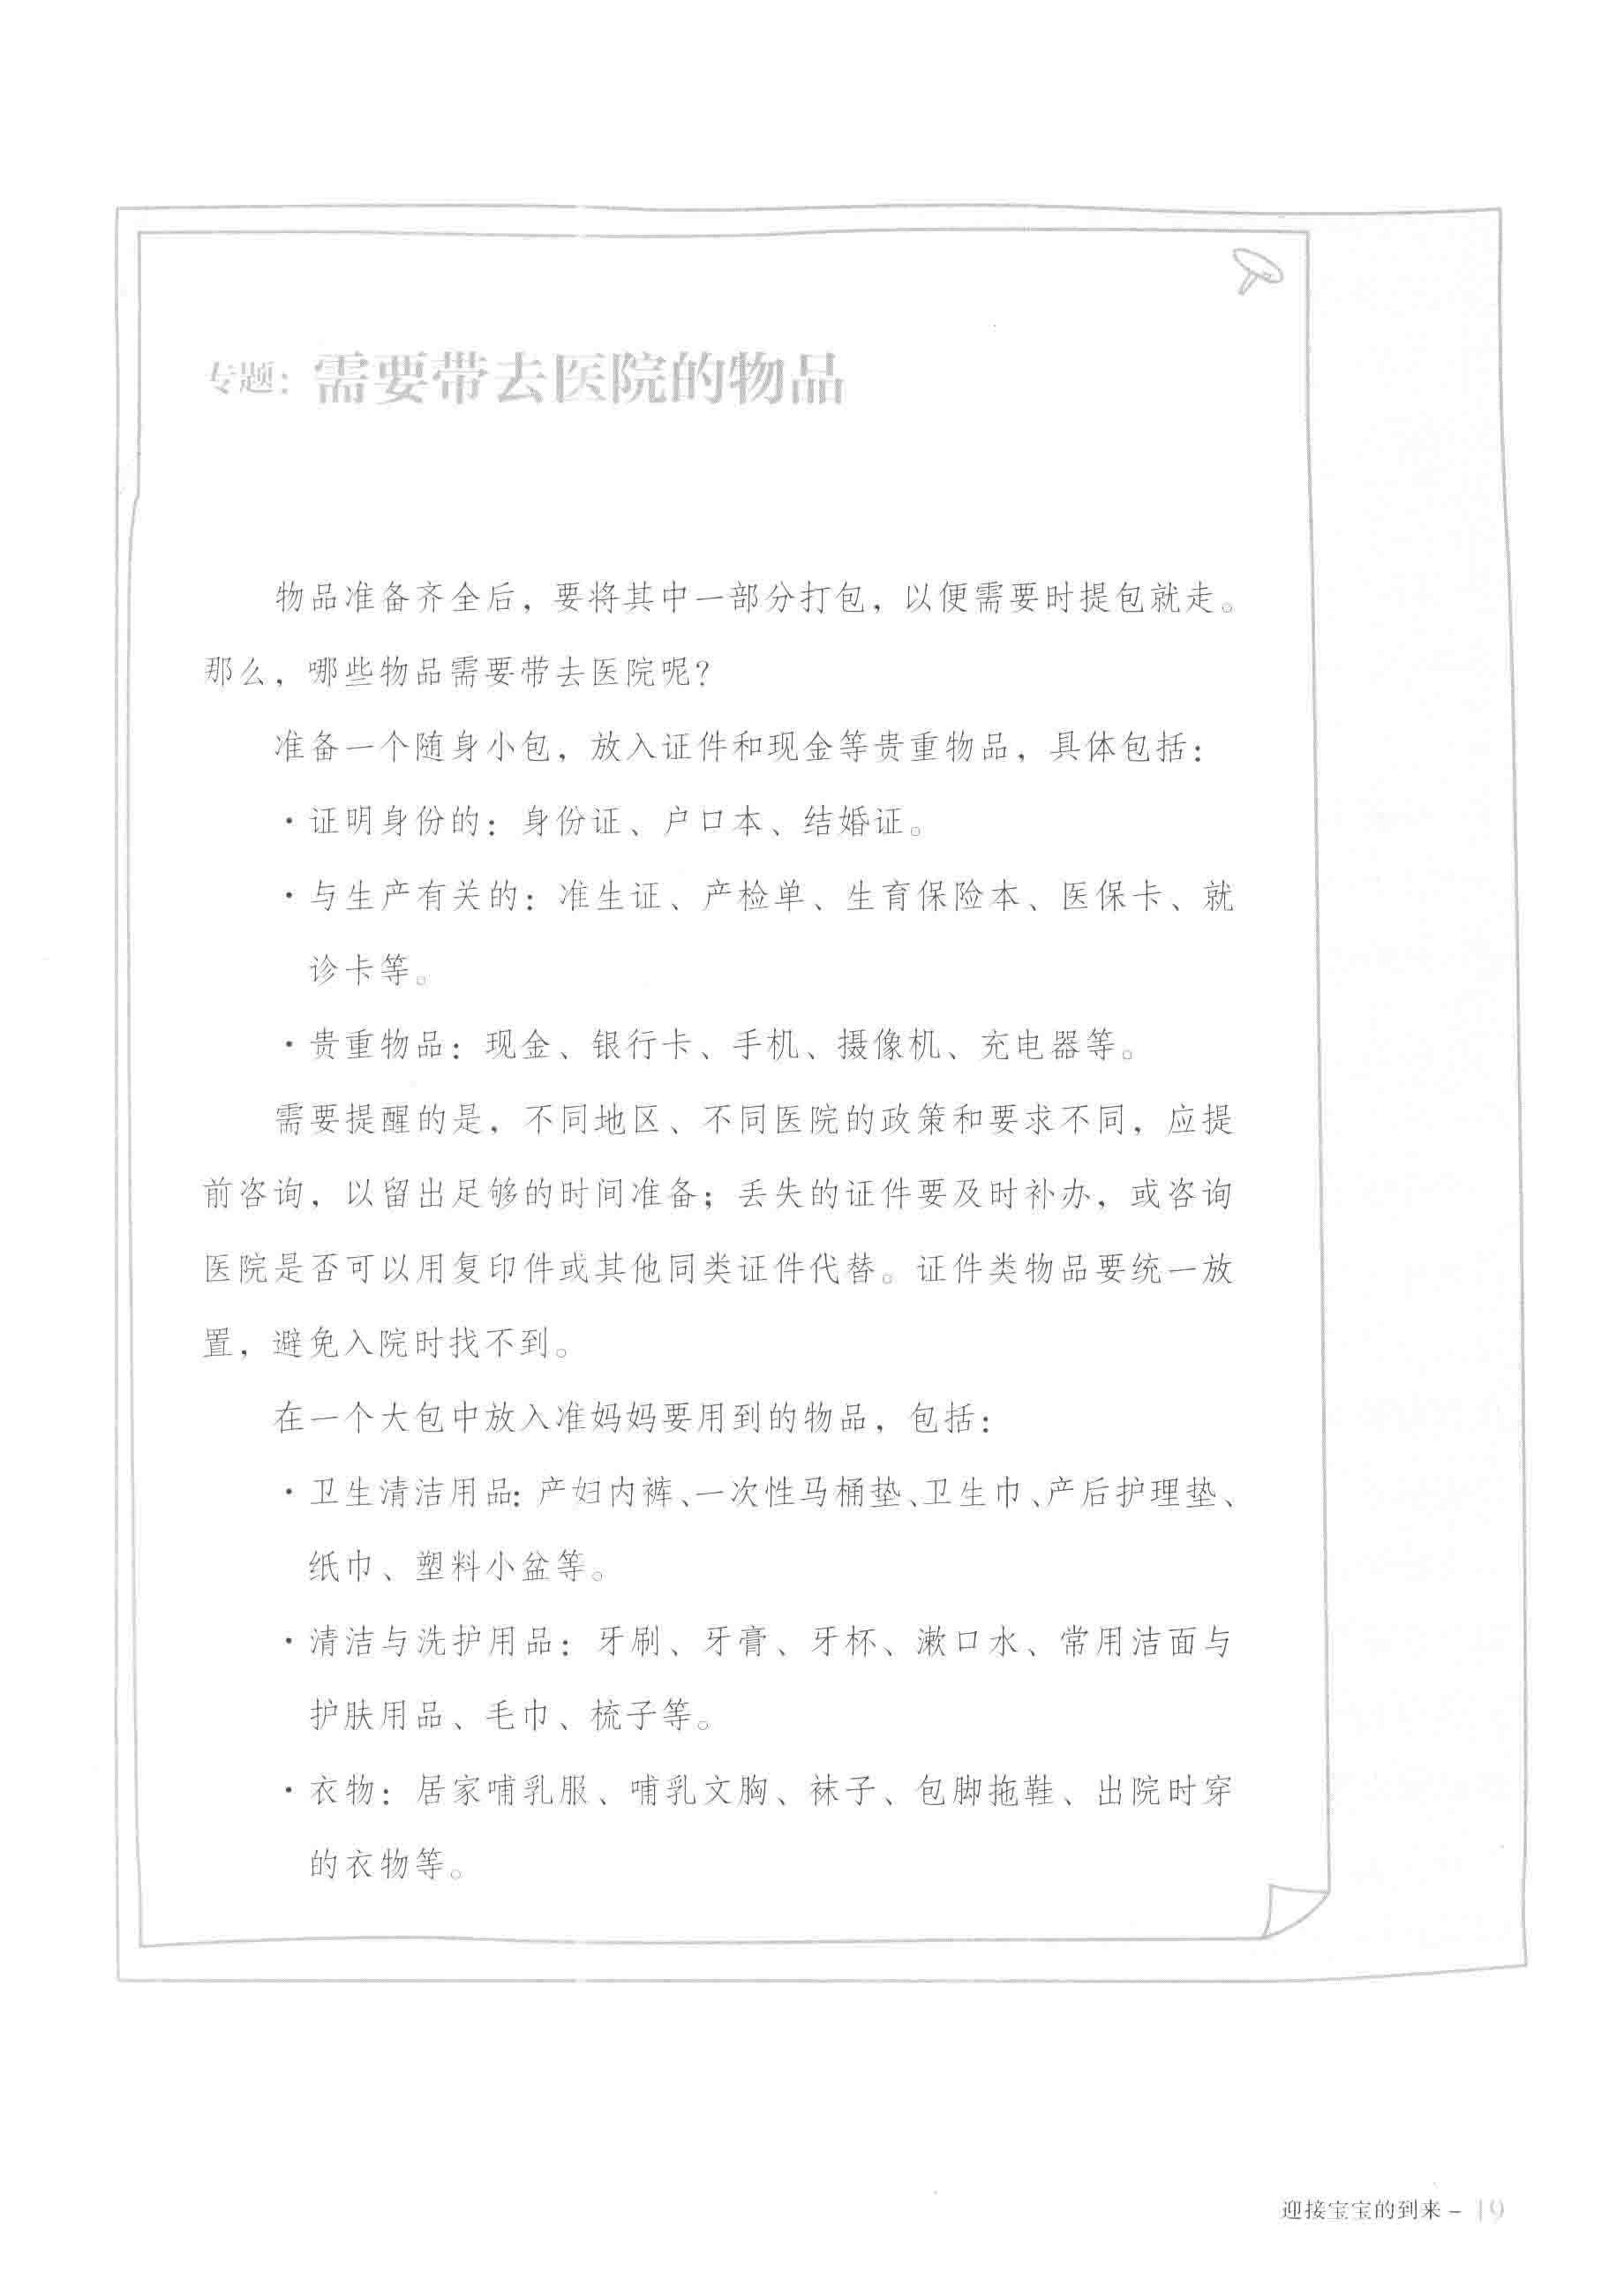 专题：需要带去医院的物品
物品准备齐全后，要将其中一部分打包，以便需要时提包就走。
那么，哪些物品需要带去医院呢？
准备一个随身小包，放入证件和现金等贵重物品，具体包括：
·证明身份的：身份证、户口本、结婚证。
·与生产有关的：准生证、产检单、生育保险本、医保卡、就
诊卡等。
·贵重物品：现金、银行卡、手机、摄像机、充电器等。
需要提醒的是，不同地区、不同医院的政策和要求不同，应提
前咨询，以留出足够的时间准备；丢失的证件要及时补办，或咨询
医院是否可以用复印件或其他同类证件代替。证件类物品要统一放
置，避免入院时找不到。
在一个大包中放入准妈妈要用到的物品，包括：
·卫生清洁用品：产妇内裤、一次性马桶垫、卫生巾、产后护理垫、
纸巾、塑料小盆等。
·清洁与洗护用品：牙刷、牙膏、牙杯、漱口水、常用洁面与
护肤用品、毛巾、梳子等。
·衣物：居家哺乳服、哺乳文胸、袜子、包脚拖鞋、出院时穿
的衣物等。
迎接宝宝的到来 – 19